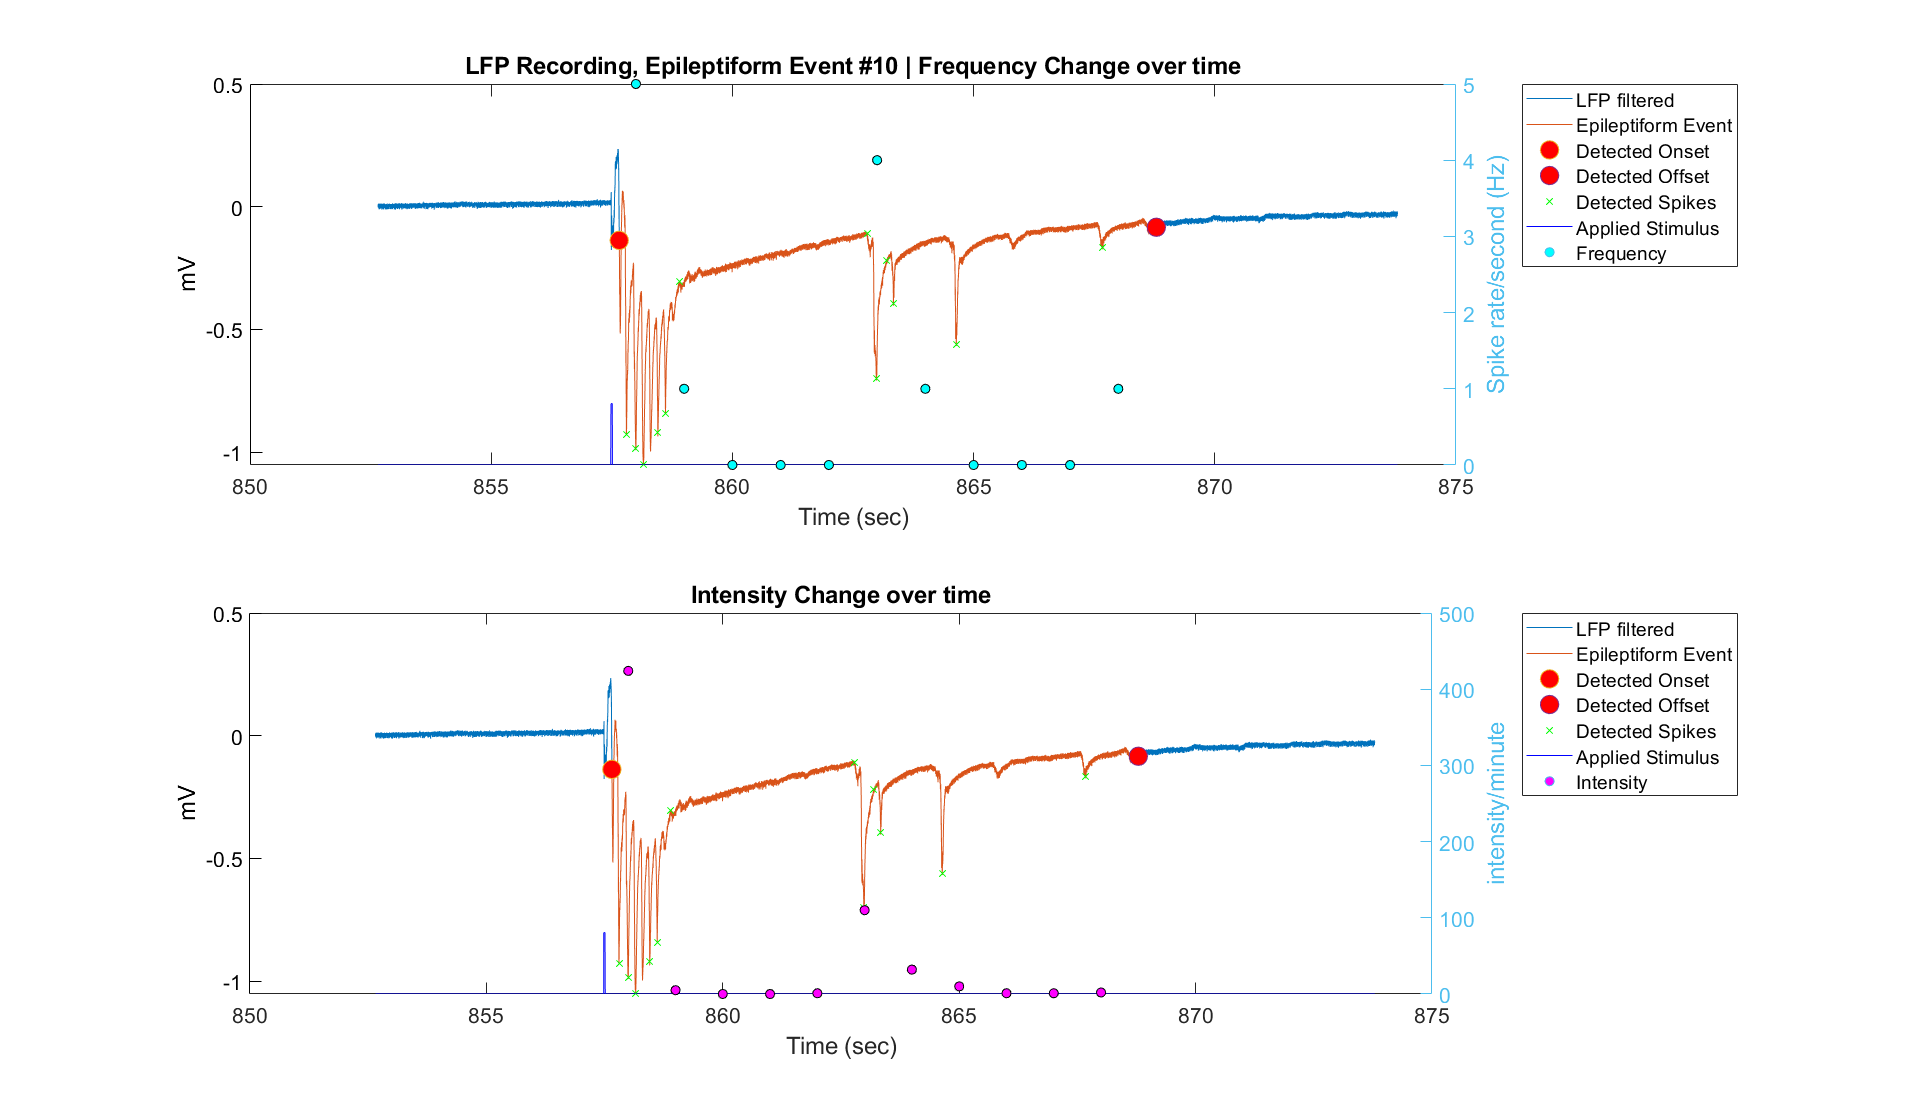 LFP Recording, Epileptiform Event #10 | Frequency Change over time
0.5
0
-0.5
-1
mV
850
855
860
865
870
875
Time (sec)
5
4
3
2
1
0
Spike rate/second (Hz)
LFP filtered
Epileptiform Event
Detected Onset
Detected Offset
Detected Spikes
Applied Stimulus
Frequency
Intensity Change over time
0.5
0
-0.5
-1
mV
850
855
860
865
870
875
Time (sec)
500
400
300
200
100
0
intensity/minute
LFP filtered
Epileptiform Event
Detected Onset
Detected Offset
Detected Spikes
Applied Stimulus
Intensity